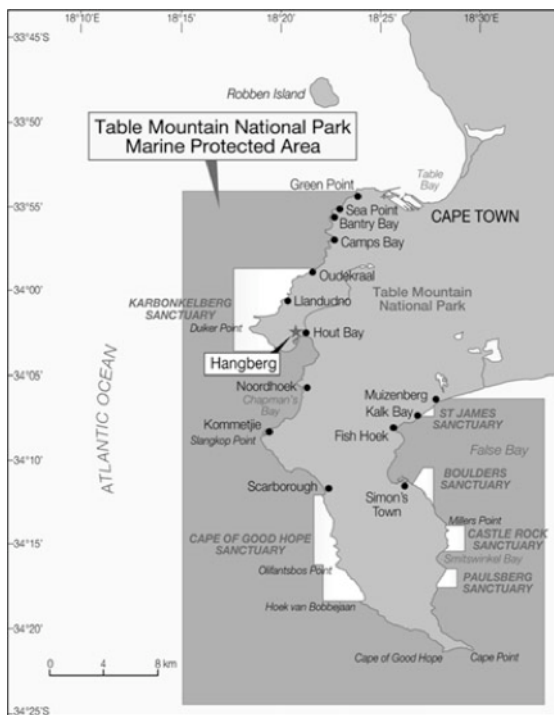 18°10'E
18°15'
18°20'
18°25'
18°30'
33°45'S
33°50'
33°55'
34°00'
34°05'
34°10'
34°15'
34°20'
34°25'S
Robben Island
Table Mountain National Park
Marine Protected Area
Table
Bay
Green Point
Sea Point
Bantry Bay
CAPE TOWN
Camps Bay
Oudekraal
Table Mountain
National Park
Llandudno
KARBONKELBERG
SANCTUARY
Duiker Point
Hout Bay
Hangberg
Noordhoek
Chapman's
Bay
Muizenberg
Kalk Bay
ST JAMES
SANCTUARY
Kommetjie
Slangkop Point
Fish Hoek
False Bay
ATLANTIC OCEAN
BOULDERS
SANCTUARY
Scarborough
Simon's
Town
Millers Point
CASTLE ROCK
SANCTUARY
CAPE OF GOOD HOPE
SANCTUARY
Smitswinkel Bay
Olifantsbos Point
PAULSBERG
SANCTUARY
Hoek van Bobbejaan
Cape of Good Hope
Cape Point
0 4 8 km